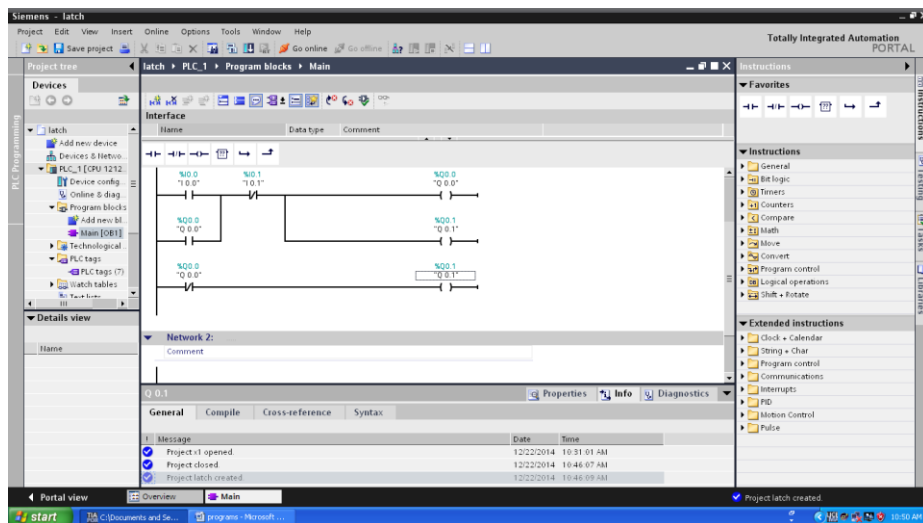 Siemens - latch
Project Edit View Insert Online Options Tools Window Help
Totally Integrated Automation
PORTAL
Save project
Go online
Go offline
Project tree
latch › PLC_1 › Program blocks › Main
Instructions
Devices
Favorites
Interface
Name Data type Comment
latch
Add new device
Devices & Netwo...
PLC_1 [CPU 1212...
Device config...
Online & diag...
Program blocks
Add new bl...
Main [OB1]
Technological...
PLC tags
PLC tags (7)
Watch tables
Test lists
PLC Programming
%I0.0
"I 0.0"
%I0.1
"I 0.1"
%Q0.0
"Q 0.0"
%Q0.0
"Q 0.0"
%Q0.1
"Q 0.1"
%Q0.0
"Q 0.0"
%Q0.1
"Q 0.1"
Network 2:
Comment
Instructions
General
Bit logic
Timers
Counters
Compare
Math
Move
Convert
Program control
Logical operations
Shift + Rotate
Extended instructions
Clock + Calendar
String + Char
Program control
Communications
Interrupts
PID
Motion Control
Pulse
Instructions
Testing
Tasks
Libraries
Details view
Name
Q 0.1
Properties Info Diagnostics
General Compile Cross-reference Syntax
! Message Date Time
Project x1 opened. 12/22/2014 10:31:01 AM
Project closed. 12/22/2014 10:46:07 AM
Project latch created. 12/22/2014 10:46:09 AM
Portal view
Overview
Main
Project latch created.
start
C:\Documents and Se...
programs - Microsoft ...
10:50 AM